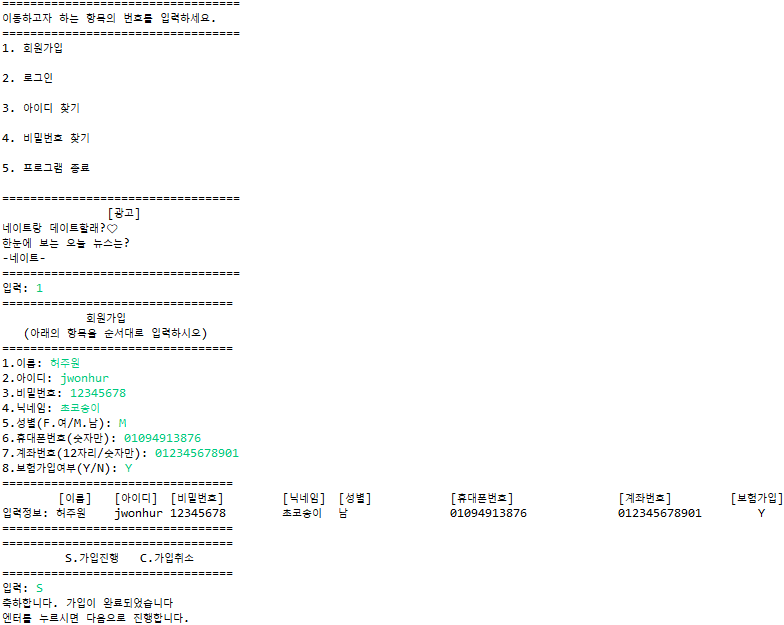 ==================================
이동하고자 하는 항목의 번호를 입력하세요.
==================================
1. 회원가입
2. 로그인
3. 아이디 찾기
4. 비밀번호 찾기
5. 프로그램 종료
==================================
[광고]
네이트랑 데이트할래?♡
한눈에 보는 오늘 뉴스는?
-네이트-
==================================
입력: 1
=================================
회원가입
(아래의 항목을 순서대로 입력하시오)
=================================
1.이름: 허주원
2.아이디: jwonhur
3.비밀번호: 12345678
4.닉네임: 초코송이
5.성별(F.여/M.남): M
6.휴대폰번호(숫자만): 01094913876
7.계좌번호(12자리/숫자만): 012345678901
8.보험가입여부(Y/N): Y
=================================
[이름] [아이디] [비밀번호] [닉네임] [성별] [휴대폰번호] [계좌번호] [보험가입]
입력정보: 허주원 jwonhur 12345678 초코송이 남 01094913876 012345678901 Y
=================================
=================================
S.가입진행 C.가입취소
=================================
입력: S
축하합니다. 가입이 완료되었습니다
엔터를 누르시면 다음으로 진행합니다.